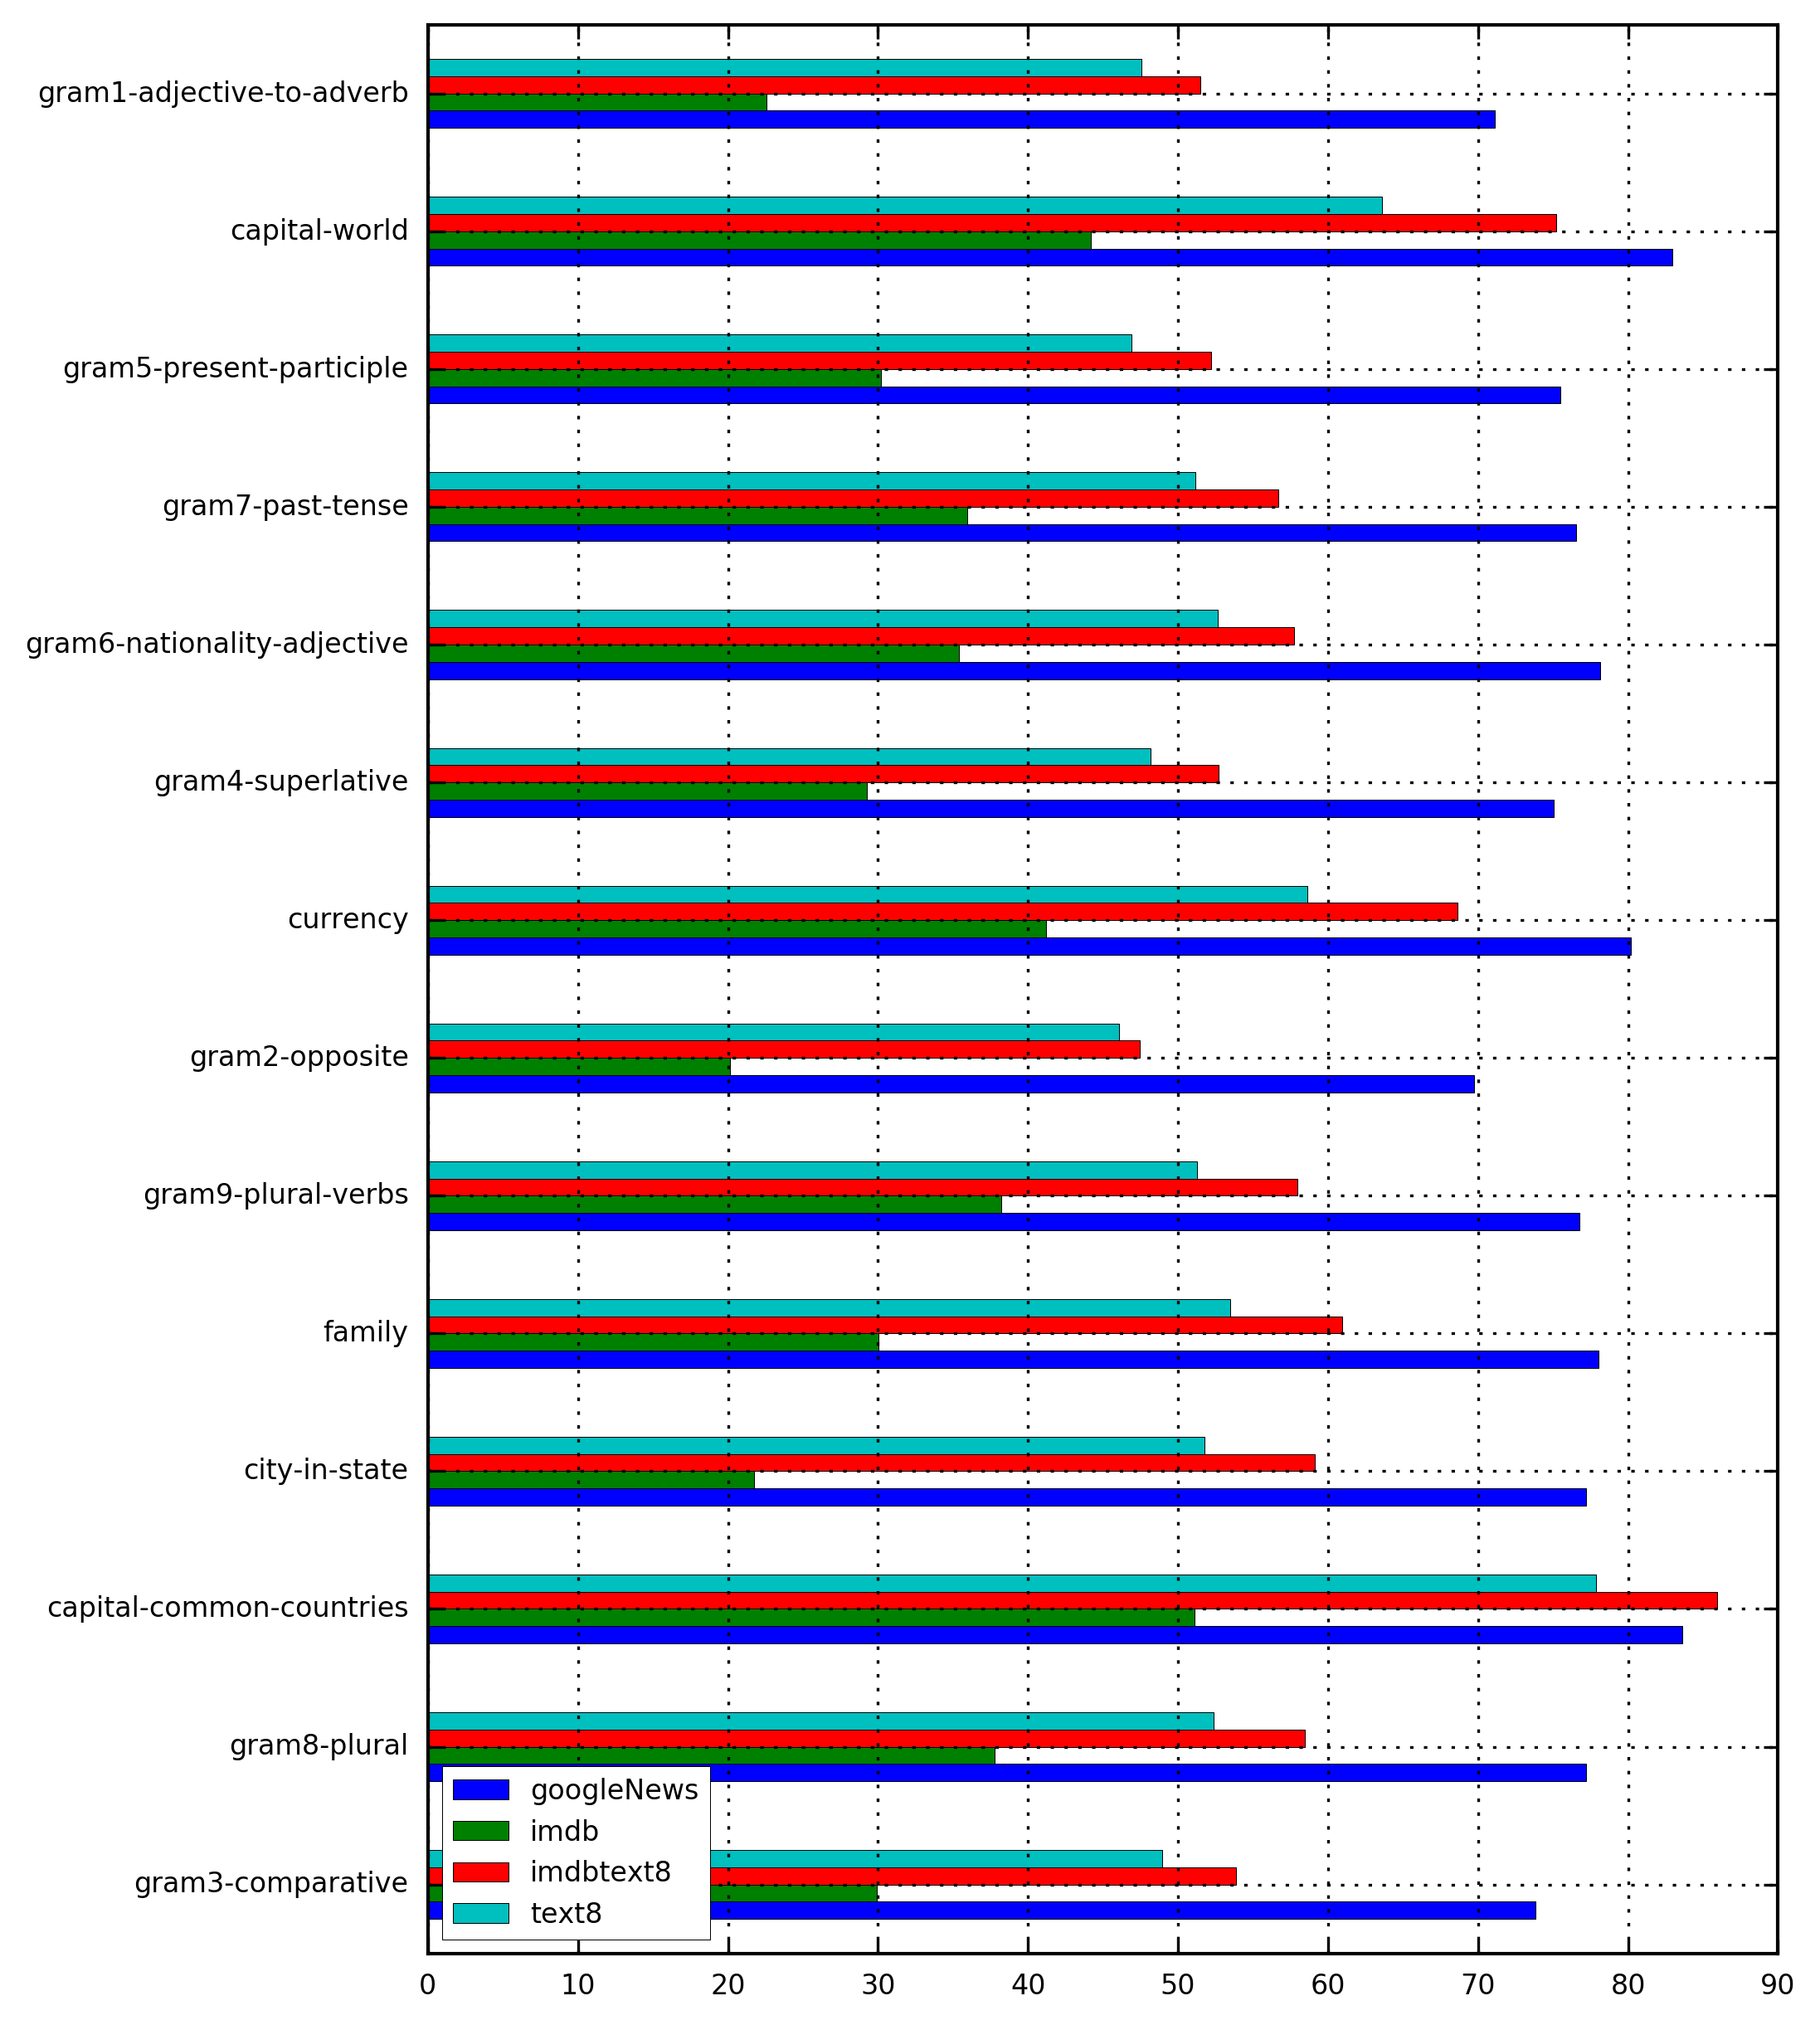 gram1-adjective-to-adverb
capital-world
gram5-present-participle
gram7-past-tense
gram6-nationality-adjective
gram4-superlative
currency
gram2-opposite
gram9-plural-verbs
family
city-in-state
capital-common-countries
gram8-plural
googleNews
imdb
imdbtext8
text8
gram3-comparative
0 10 20 30 40 50 60 70 80 90